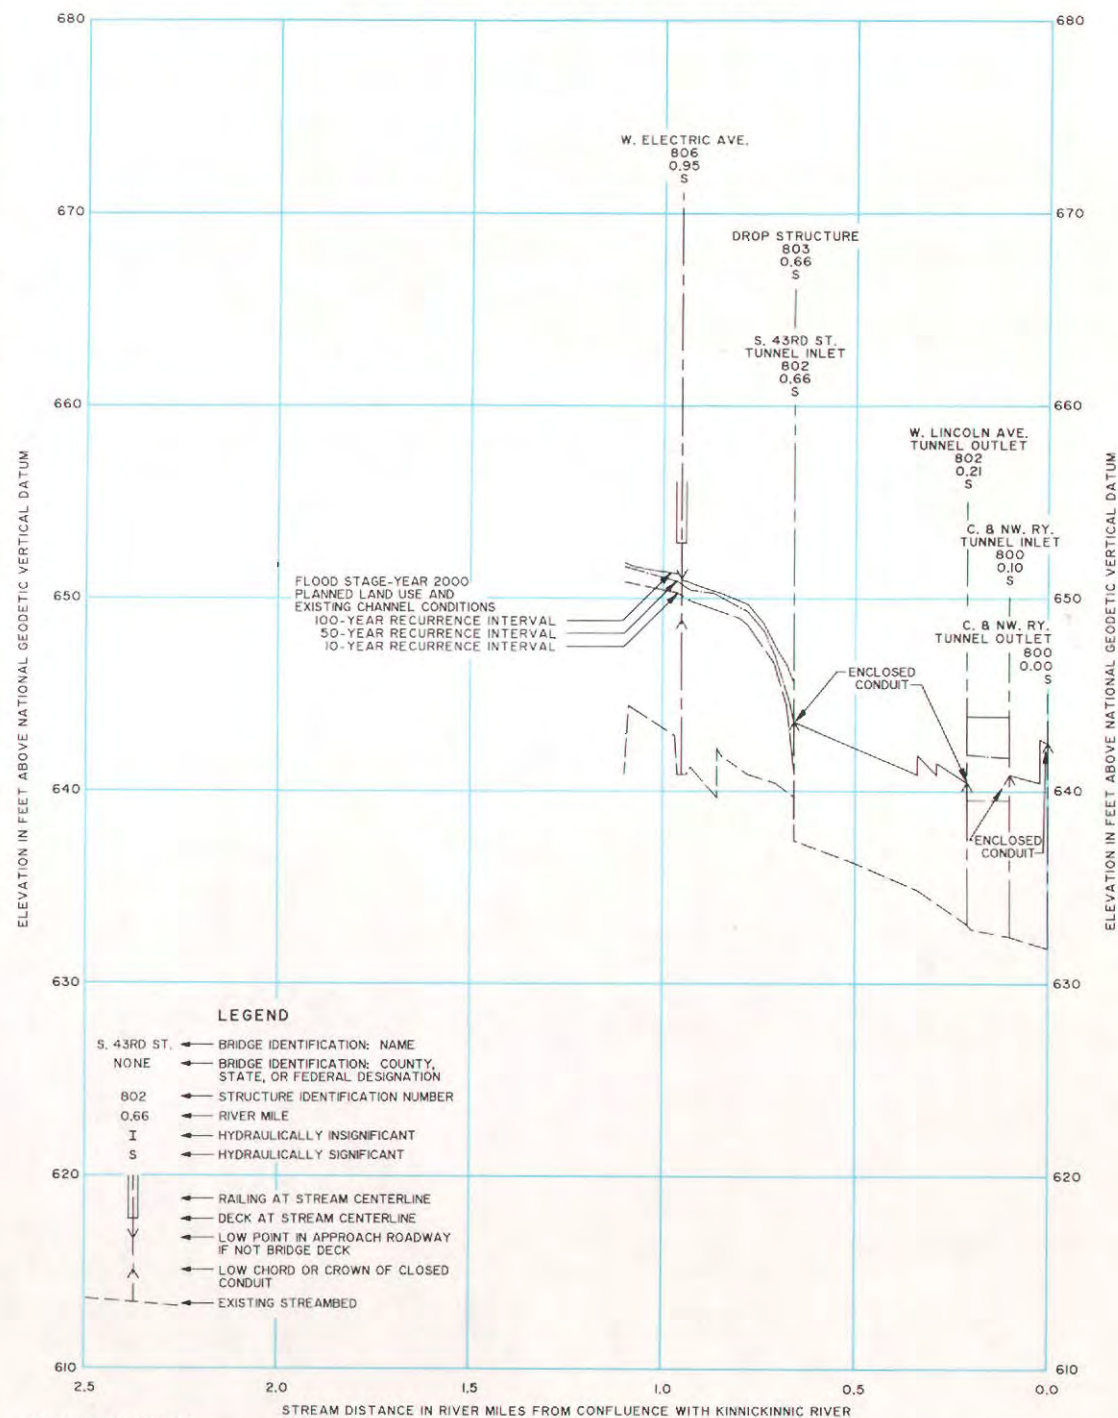 680
680
W. ELECTRIC AVE.
806
0.95
S
670
670
DROP STRUCTURE
803
0.66
S
S. 43RD ST.
TUNNEL INLET
802
0.66
S
660
660
W. LINCOLN AVE.
TUNNEL OUTLET
802
0.21
S
C. & NW. RY.
TUNNEL INLET
800
0.10
S
ELEVATION IN FEET ABOVE NATIONAL GEODETIC VERTICAL DATUM
ELEVATION IN FEET ABOVE NATIONAL GEODETIC VERTICAL DATUM
650
650
FLOOD STAGE-YEAR 2000
PLANNED LAND USE AND
EXISTING CHANNEL CONDITIONS
100-YEAR RECURRENCE INTERVAL
50-YEAR RECURRENCE INTERVAL
10-YEAR RECURRENCE INTERVAL
C. & NW. RY.
TUNNEL OUTLET
800
0.00
S
ENCLOSED
CONDUIT
640
640
ENCLOSED
CONDUIT
630
630
LEGEND
S. 43RD ST. BRIDGE IDENTIFICATION: NAME
NONE BRIDGE IDENTIFICATION: COUNTY,
STATE, OR FEDERAL DESIGNATION
802 STRUCTURE IDENTIFICATION NUMBER
0.66 RIVER MILE
I HYDRAULICALLY INSIGNIFICANT
S HYDRAULICALLY SIGNIFICANT
620
620
RAILING AT STREAM CENTERLINE
DECK AT STREAM CENTERLINE
LOW POINT IN APPROACH ROADWAY
IF NOT BRIDGE DECK
LOW CHORD OR CROWN OF CLOSED
CONDUIT
EXISTING STREAMBED
610
610
2.5 2.0 1.5 1.0 0.5 0.0
STREAM DISTANCE IN RIVER MILES FROM CONFLUENCE WITH KINNICKINNIC RIVER